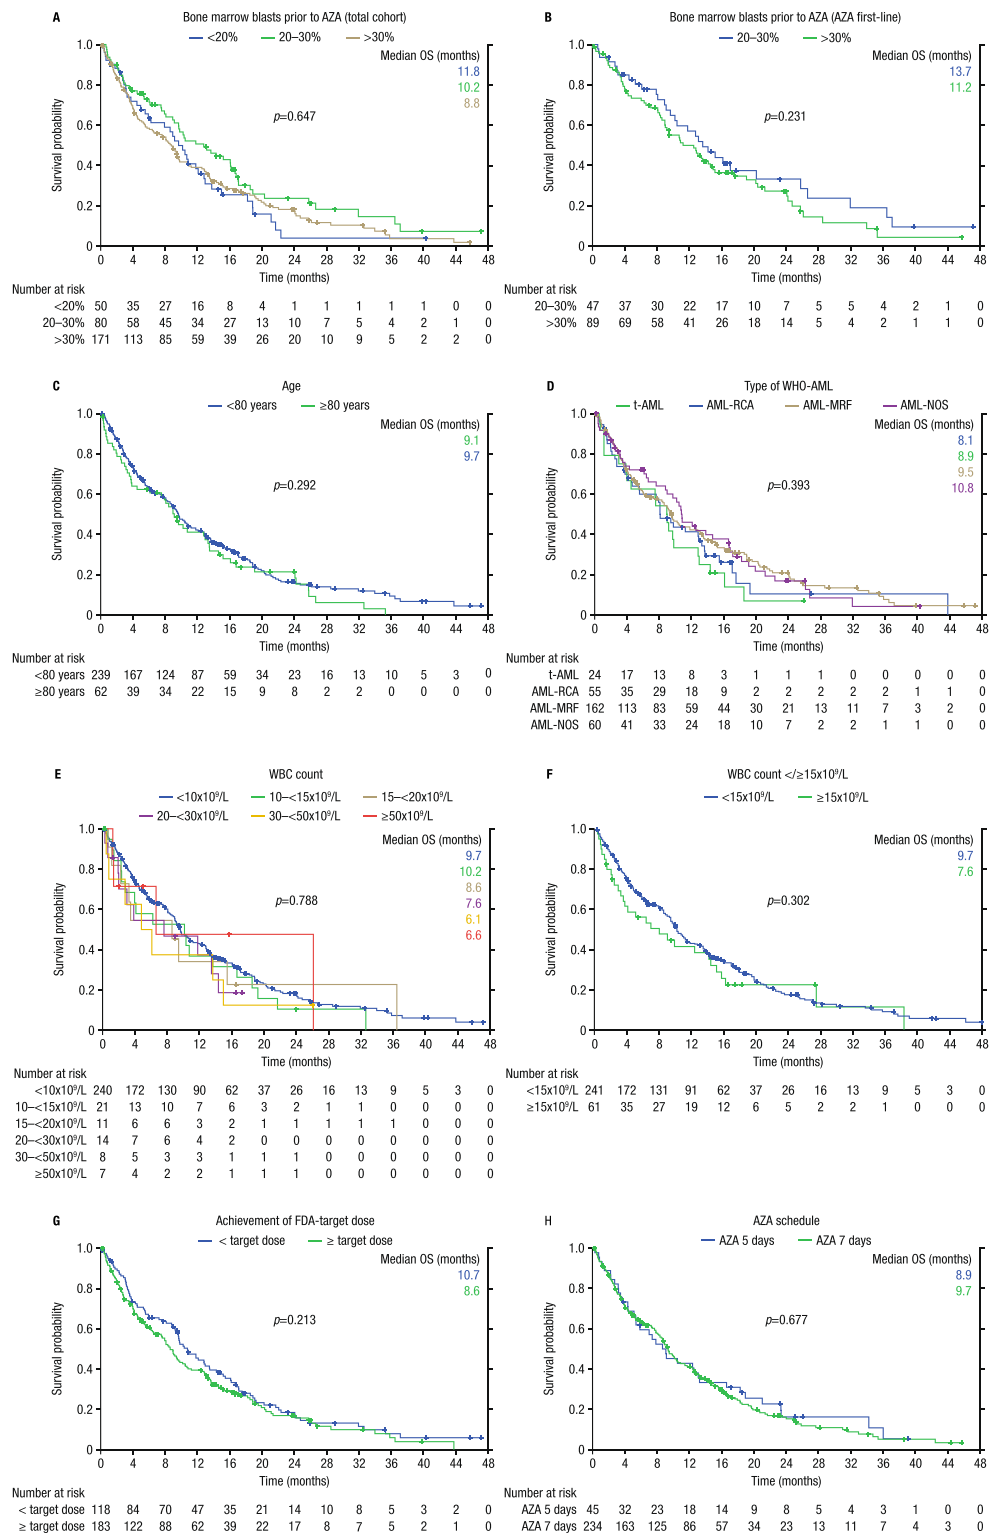 A Bone marrow blasts prior to AZA (total cohort)
<20% 20–30% >30%
Median OS (months)
11.8
10.2
8.8
p=0.647
Survival probability
1.0
0.8
0.6
0.4
0.2
0
0 4 8 12 16 20 24 28 32 36 40 44 48
Time (months)
Number at risk
<20% 50 35 27 16 8 4 1 1 1 1 1 0 0
20–30% 80 58 45 34 27 13 10 7 5 4 2 1 0
>30% 171 113 85 59 39 26 20 10 9 5 2 2 0
B Bone marrow blasts prior to AZA (AZA first-line)
20–30% >30%
Median OS (months)
13.7
11.2
p=0.231
Survival probability
1.0
0.8
0.6
0.4
0.2
0
0 4 8 12 16 20 24 28 32 36 40 44 48
Time (months)
Number at risk
20–30% 47 37 30 22 17 10 7 5 5 4 2 1 0
>30% 89 69 58 41 26 18 14 5 4 2 1 1 0
C Age
<80 years ≥80 years
Median OS (months)
9.1
9.7
p=0.292
Survival probability
1.0
0.8
0.6
0.4
0.2
0
0 4 8 12 16 20 24 28 32 36 40 44 48
Time (months)
Number at risk
<80 years 239 167 124 87 59 34 23 16 13 10 5 3 0
≥80 years 62 39 34 22 15 9 8 2 2 0 0 0 0
D Type of WHO-AML
t-AML AML-RCA AML-MRF AML-NOS
Median OS (months)
8.1
8.9
9.5
10.8
p=0.393
Survival probability
1.0
0.8
0.6
0.4
0.2
0
0 4 8 12 16 20 24 28 32 36 40 44 48
Time (months)
Number at risk
t-AML 24 17 13 8 3 1 1 1 0 0 0 0 0
AML-RCA 55 35 29 18 9 2 2 2 2 2 1 1 0
AML-MRF 162 113 83 59 44 30 21 13 11 7 3 2 0
AML-NOS 60 41 33 24 18 10 7 2 2 1 1 0 0
E WBC count
<10x10⁹/L 10–<15x10⁹/L 15–<20x10⁹/L
20–<30x10⁹/L 30–<50x10⁹/L ≥50x10⁹/L
Median OS (months)
9.7
10.2
8.6
7.6
6.1
6.6
p=0.788
Survival probability
1.0
0.8
0.6
0.4
0.2
0
0 4 8 12 16 20 24 28 32 36 40 44 48
Time (months)
Number at risk
<10x10⁹/L 240 172 130 90 62 37 26 16 13 9 5 3 0
10–<15x10⁹/L 21 13 10 7 6 3 2 1 1 0 0 0 0
15–<20x10⁹/L 11 6 6 3 2 1 1 1 1 1 0 0 0
20–<30x10⁹/L 14 7 6 4 2 0 0 0 0 0 0 0 0
30–<50x10⁹/L 8 5 3 3 1 1 1 0 0 0 0 0 0
≥50x10⁹/L 7 4 2 2 1 1 1 0 0 0 0 0 0
F WBC count </≥15x10⁹/L
<15x10⁹/L ≥15x10⁹/L
Median OS (months)
9.7
7.6
p=0.302
Survival probability
1.0
0.8
0.6
0.4
0.2
0
0 4 8 12 16 20 24 28 32 36 40 44 48
Time (months)
Number at risk
<15x10⁹/L 241 172 131 91 62 37 26 16 13 9 5 3 0
≥15x10⁹/L 61 35 27 19 12 6 5 2 2 1 0 0 0
G Achievement of FDA-target dose
< target dose ≥ target dose
Median OS (months)
10.7
8.6
p=0.213
Survival probability
1.0
0.8
0.6
0.4
0.2
0
0 4 8 12 16 20 24 28 32 36 40 44 48
Time (months)
Number at risk
< target dose 118 84 70 47 35 21 14 10 8 5 3 2 0
≥ target dose 183 122 88 62 39 22 17 8 7 5 2 1 0
H AZA schedule
AZA 5 days AZA 7 days
Median OS (months)
8.9
9.7
p=0.677
Survival probability
1.0
0.8
0.6
0.4
0.2
0
0 4 8 12 16 20 24 28 32 36 40 44 48
Time (months)
Number at risk
AZA 5 days 45 32 23 18 14 9 8 5 4 3 1 0 0
AZA 7 days 234 163 125 86 57 34 23 13 11 7 4 3 0